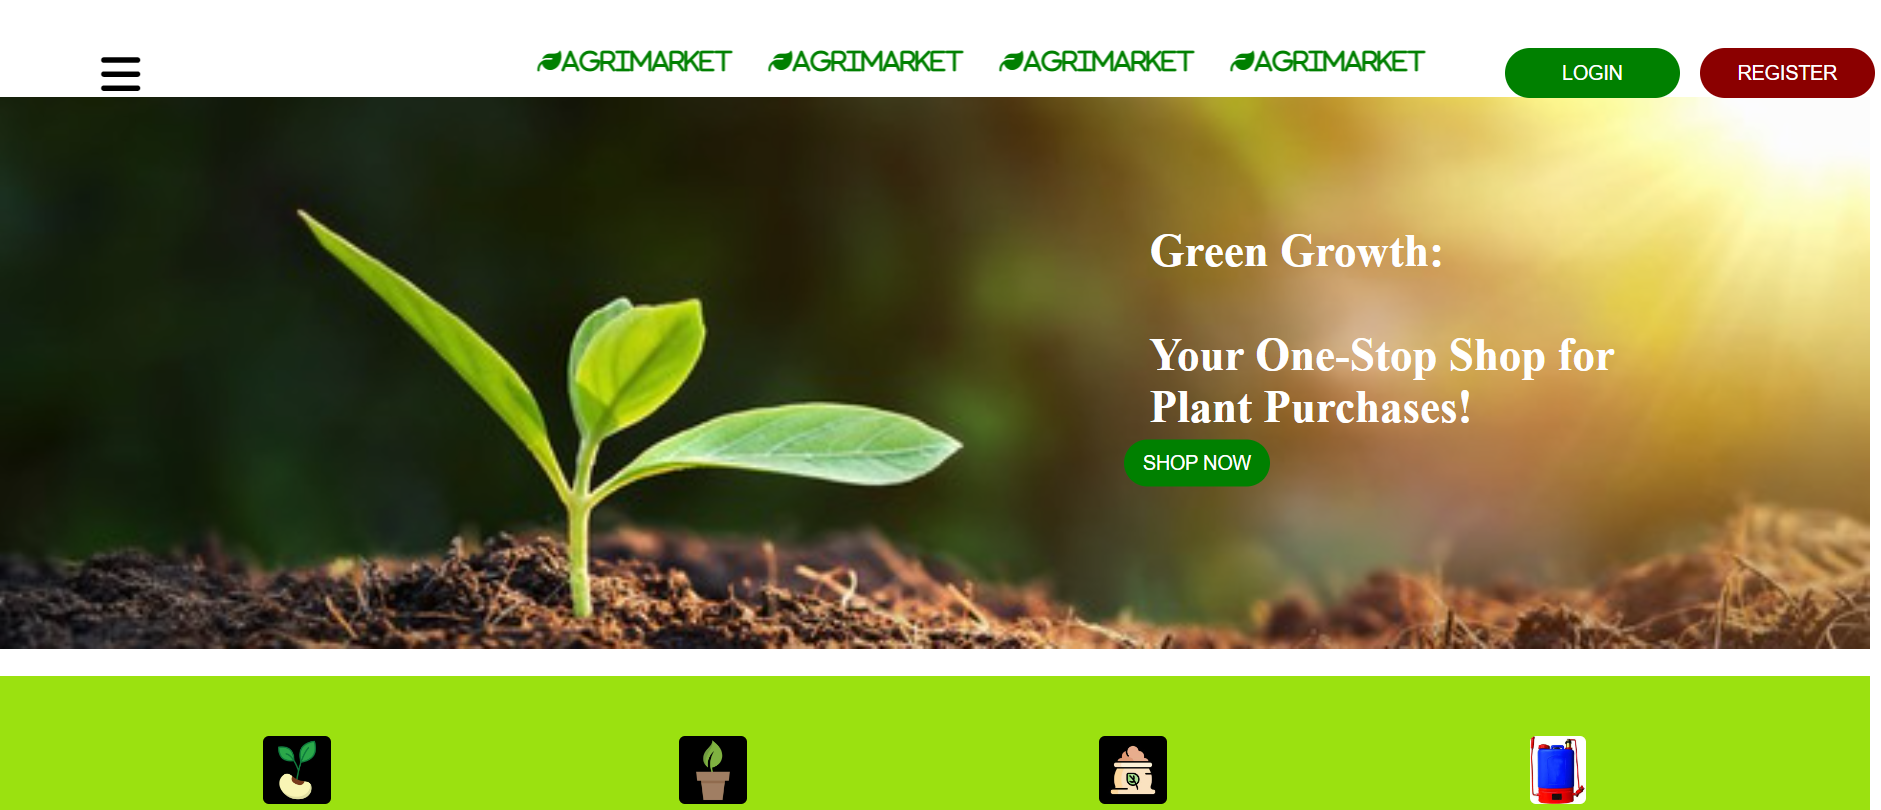 AGRIMARKET AGRIMARKET AGRIMARKET AGRIMARKET
LOGIN
REGISTER
Green Growth:
Your One-Stop Shop for
Plant Purchases!
SHOP NOW